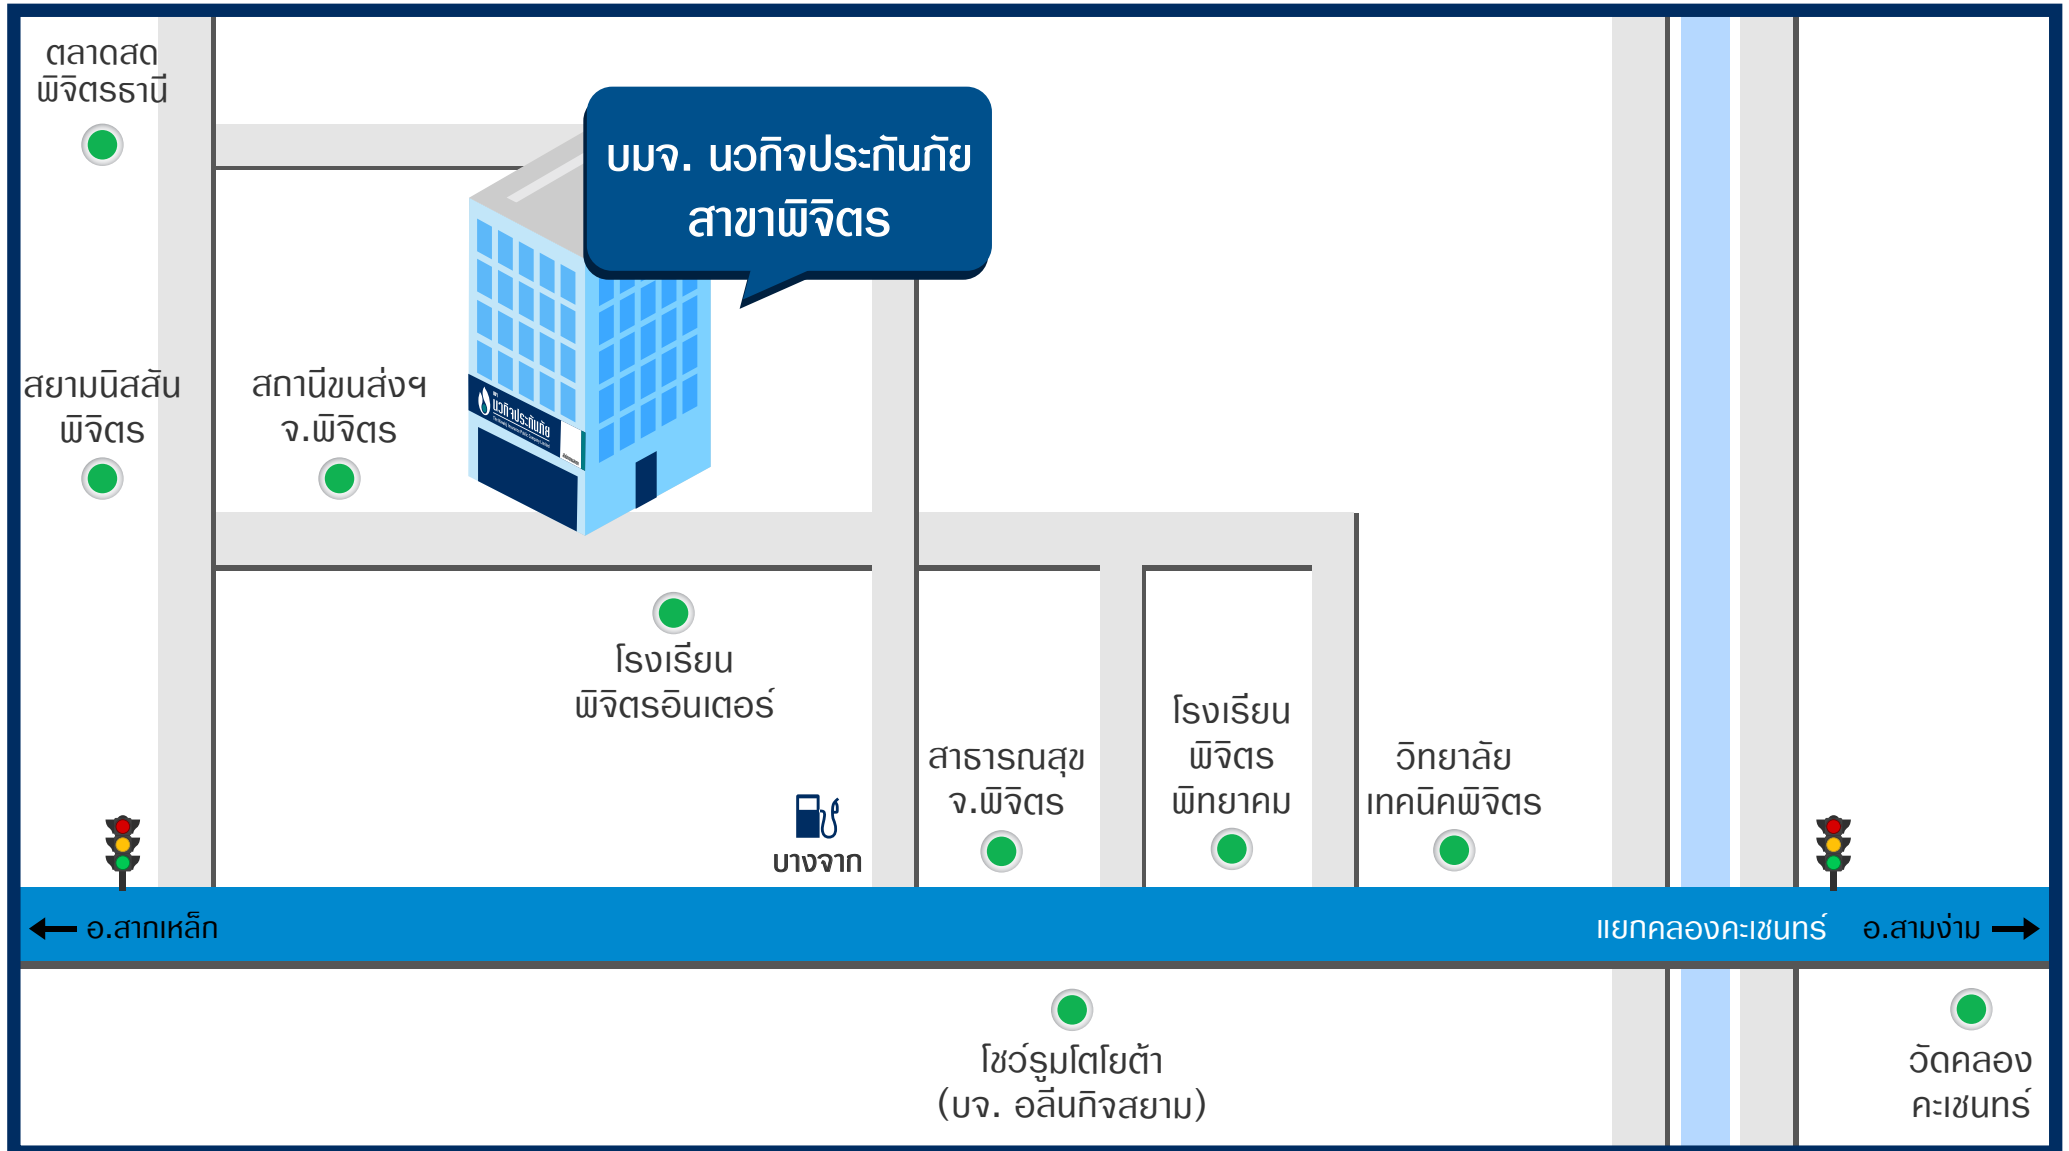 ตลาดสด
พิจิตรธานี
บมจ. นวกิจประกันภัย
สาขาพิจิตร
สยามนิสสัน
พิจิตร
สถานีขนส่งฯ
จ.พิจิตร
นวกิจประกันภัย
โรงเรียน
พิจิตรอินเตอร์
บางจาก
สาธารณสุข
จ.พิจิตร
โรงเรียน
พิจิตร
พิทยาคม
วิทยาลัย
เทคนิคพิจิตร
อ.สากเหล็ก
แยกคลองคะเชนทร์
อ.สามง่าม
โชว์รูมโตโยต้า
(บจ. อลีนกิจสยาม)
วัดคลอง
คะเชนทร์